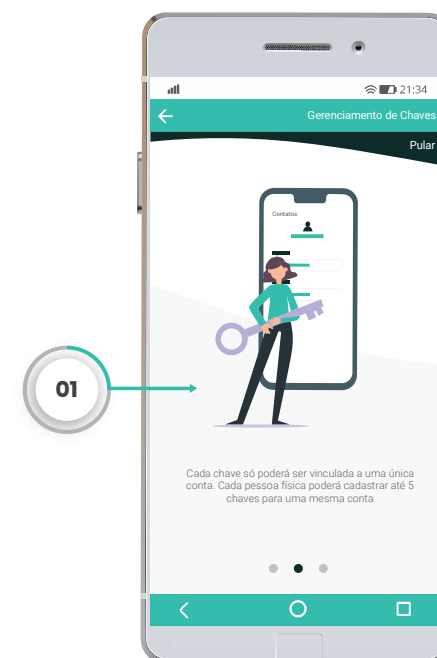 21:34
Gerenciamento de Chaves
Pular
Contatos
01
Cada chave só poderá ser vinculada a uma única
conta. Cada pessoa física poderá cadastrar até 5
chaves para uma mesma conta